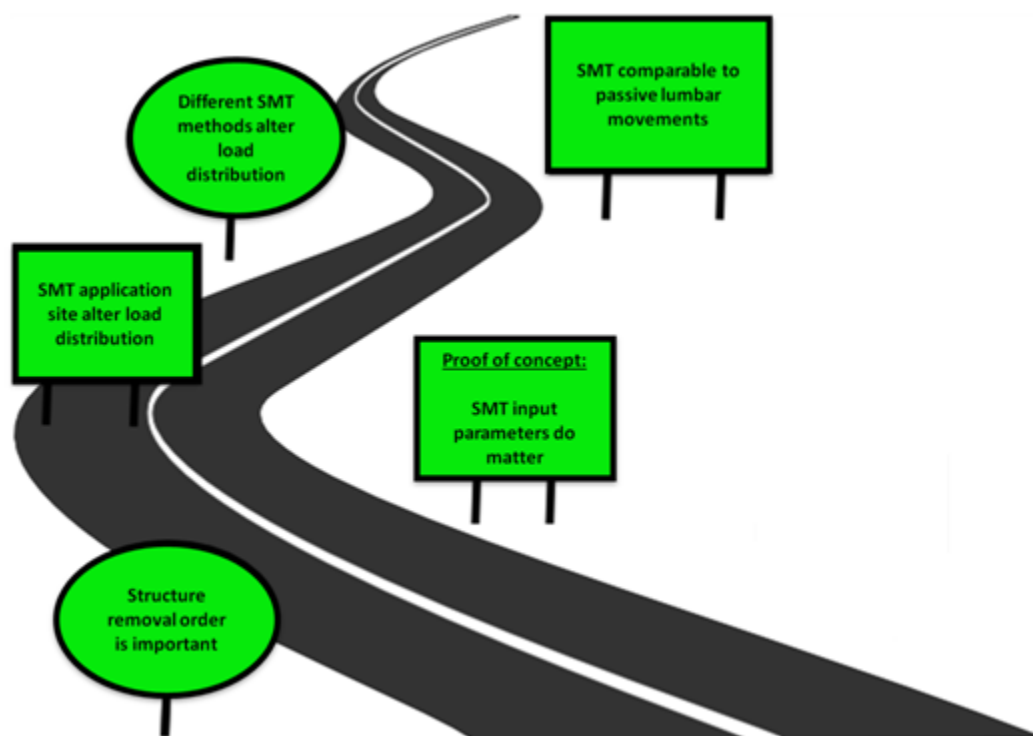 Different SMT
methods alter
load
distribution
SMT comparable to
passive lumbar
movements
SMT application
site alter load
distribution
Proof of concept:
SMT input
parameters do
matter
Structure
removal order
is important